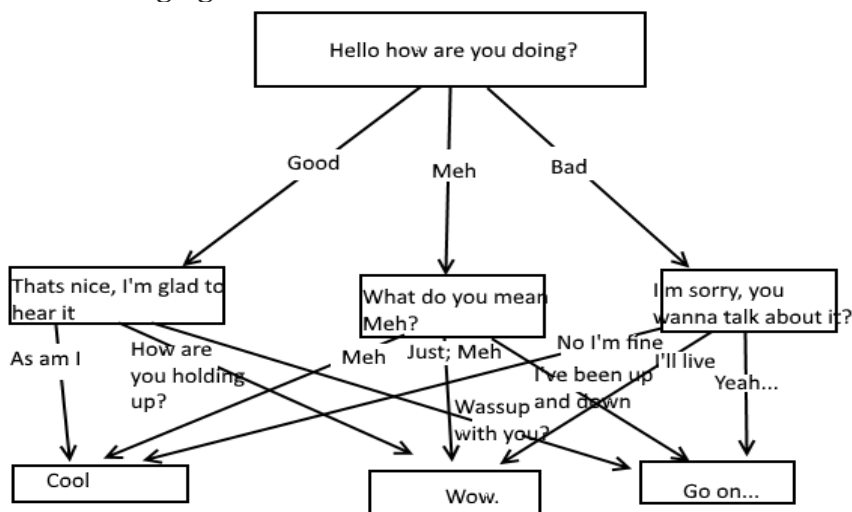 Hello how are you doing?
Good
Meh
Bad
Thats nice, I'm glad to
hear it
What do you mean
Meh?
I'm sorry, you
wanna talk about it?
As am I
How are
you holding
up?
Meh
Just; Meh
No I'm fine
I'll live
Yeah...
I've been up
and down
Wassup
with you?
Cool
Wow.
Go on...